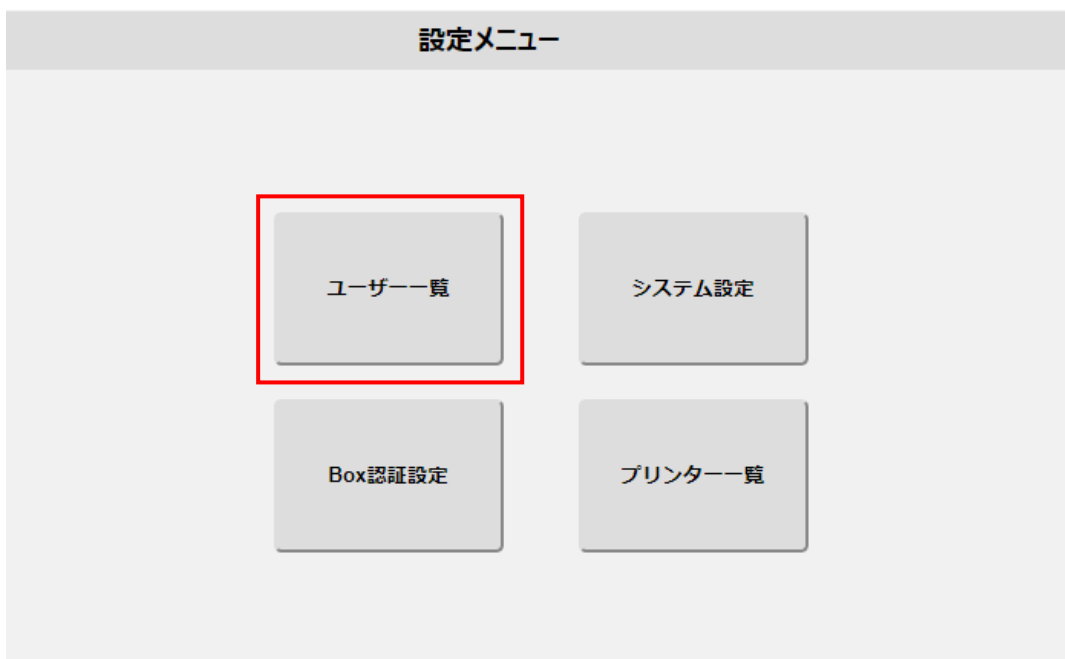 設定メニュー
ユーザー一覧
システム設定
Box認証設定
プリンター一覧